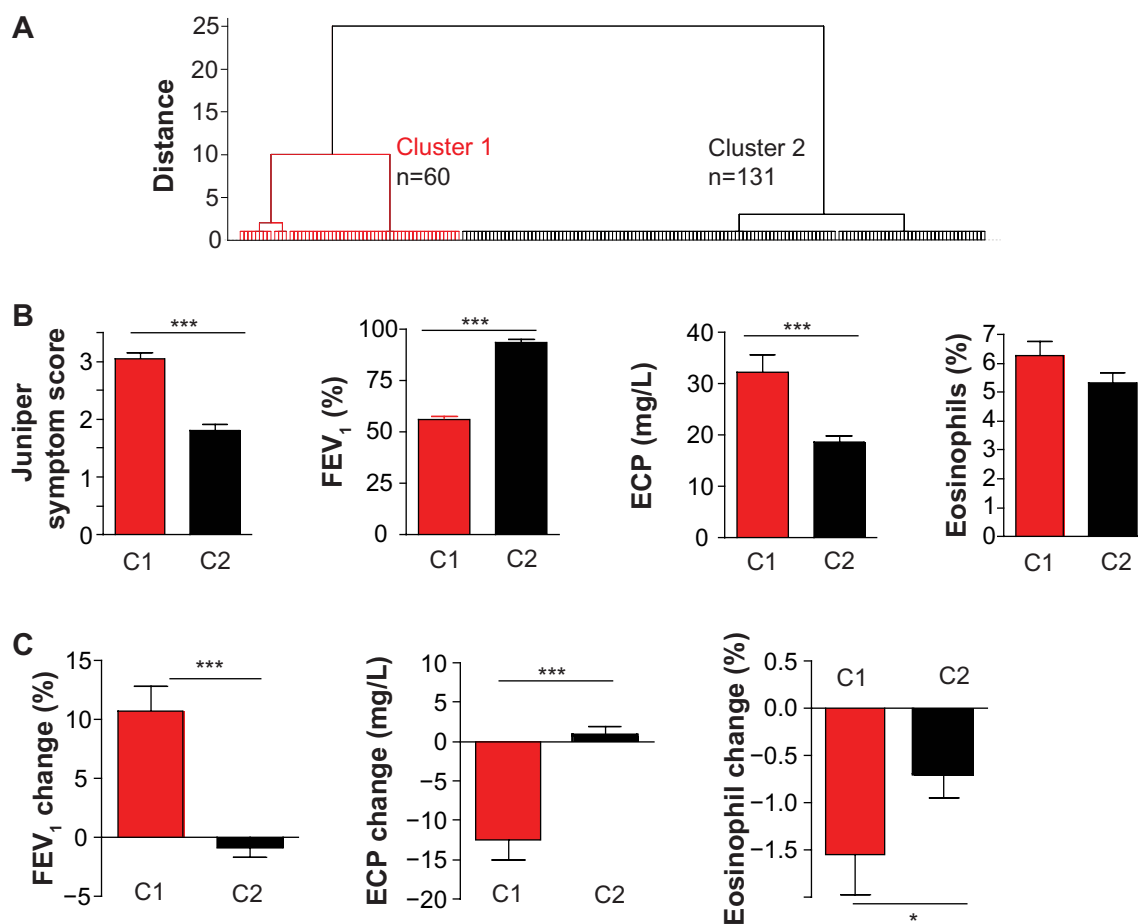 A
Distance
25
20
15
10
5
0
Cluster 1
n=60
Cluster 2
n=131
B
Juniper
symptom score
3
2
1
0
***
C1
C2
FEV₁ (%)
100
75
50
25
0
***
C1
C2
ECP (mg/L)
40
30
20
10
0
***
C1
C2
Eosinophils (%)
7
6
5
4
3
2
1
0
C1
C2
C
FEV₁ change (%)
15
10
5
0
−5
***
C1
C2
ECP change (mg/L)
10
5
0
−5
−10
−15
−20
***
C1
C2
Eosinophil change (%)
0.5
0.0
−0.5
−1.0
−1.5
C1
C2
*